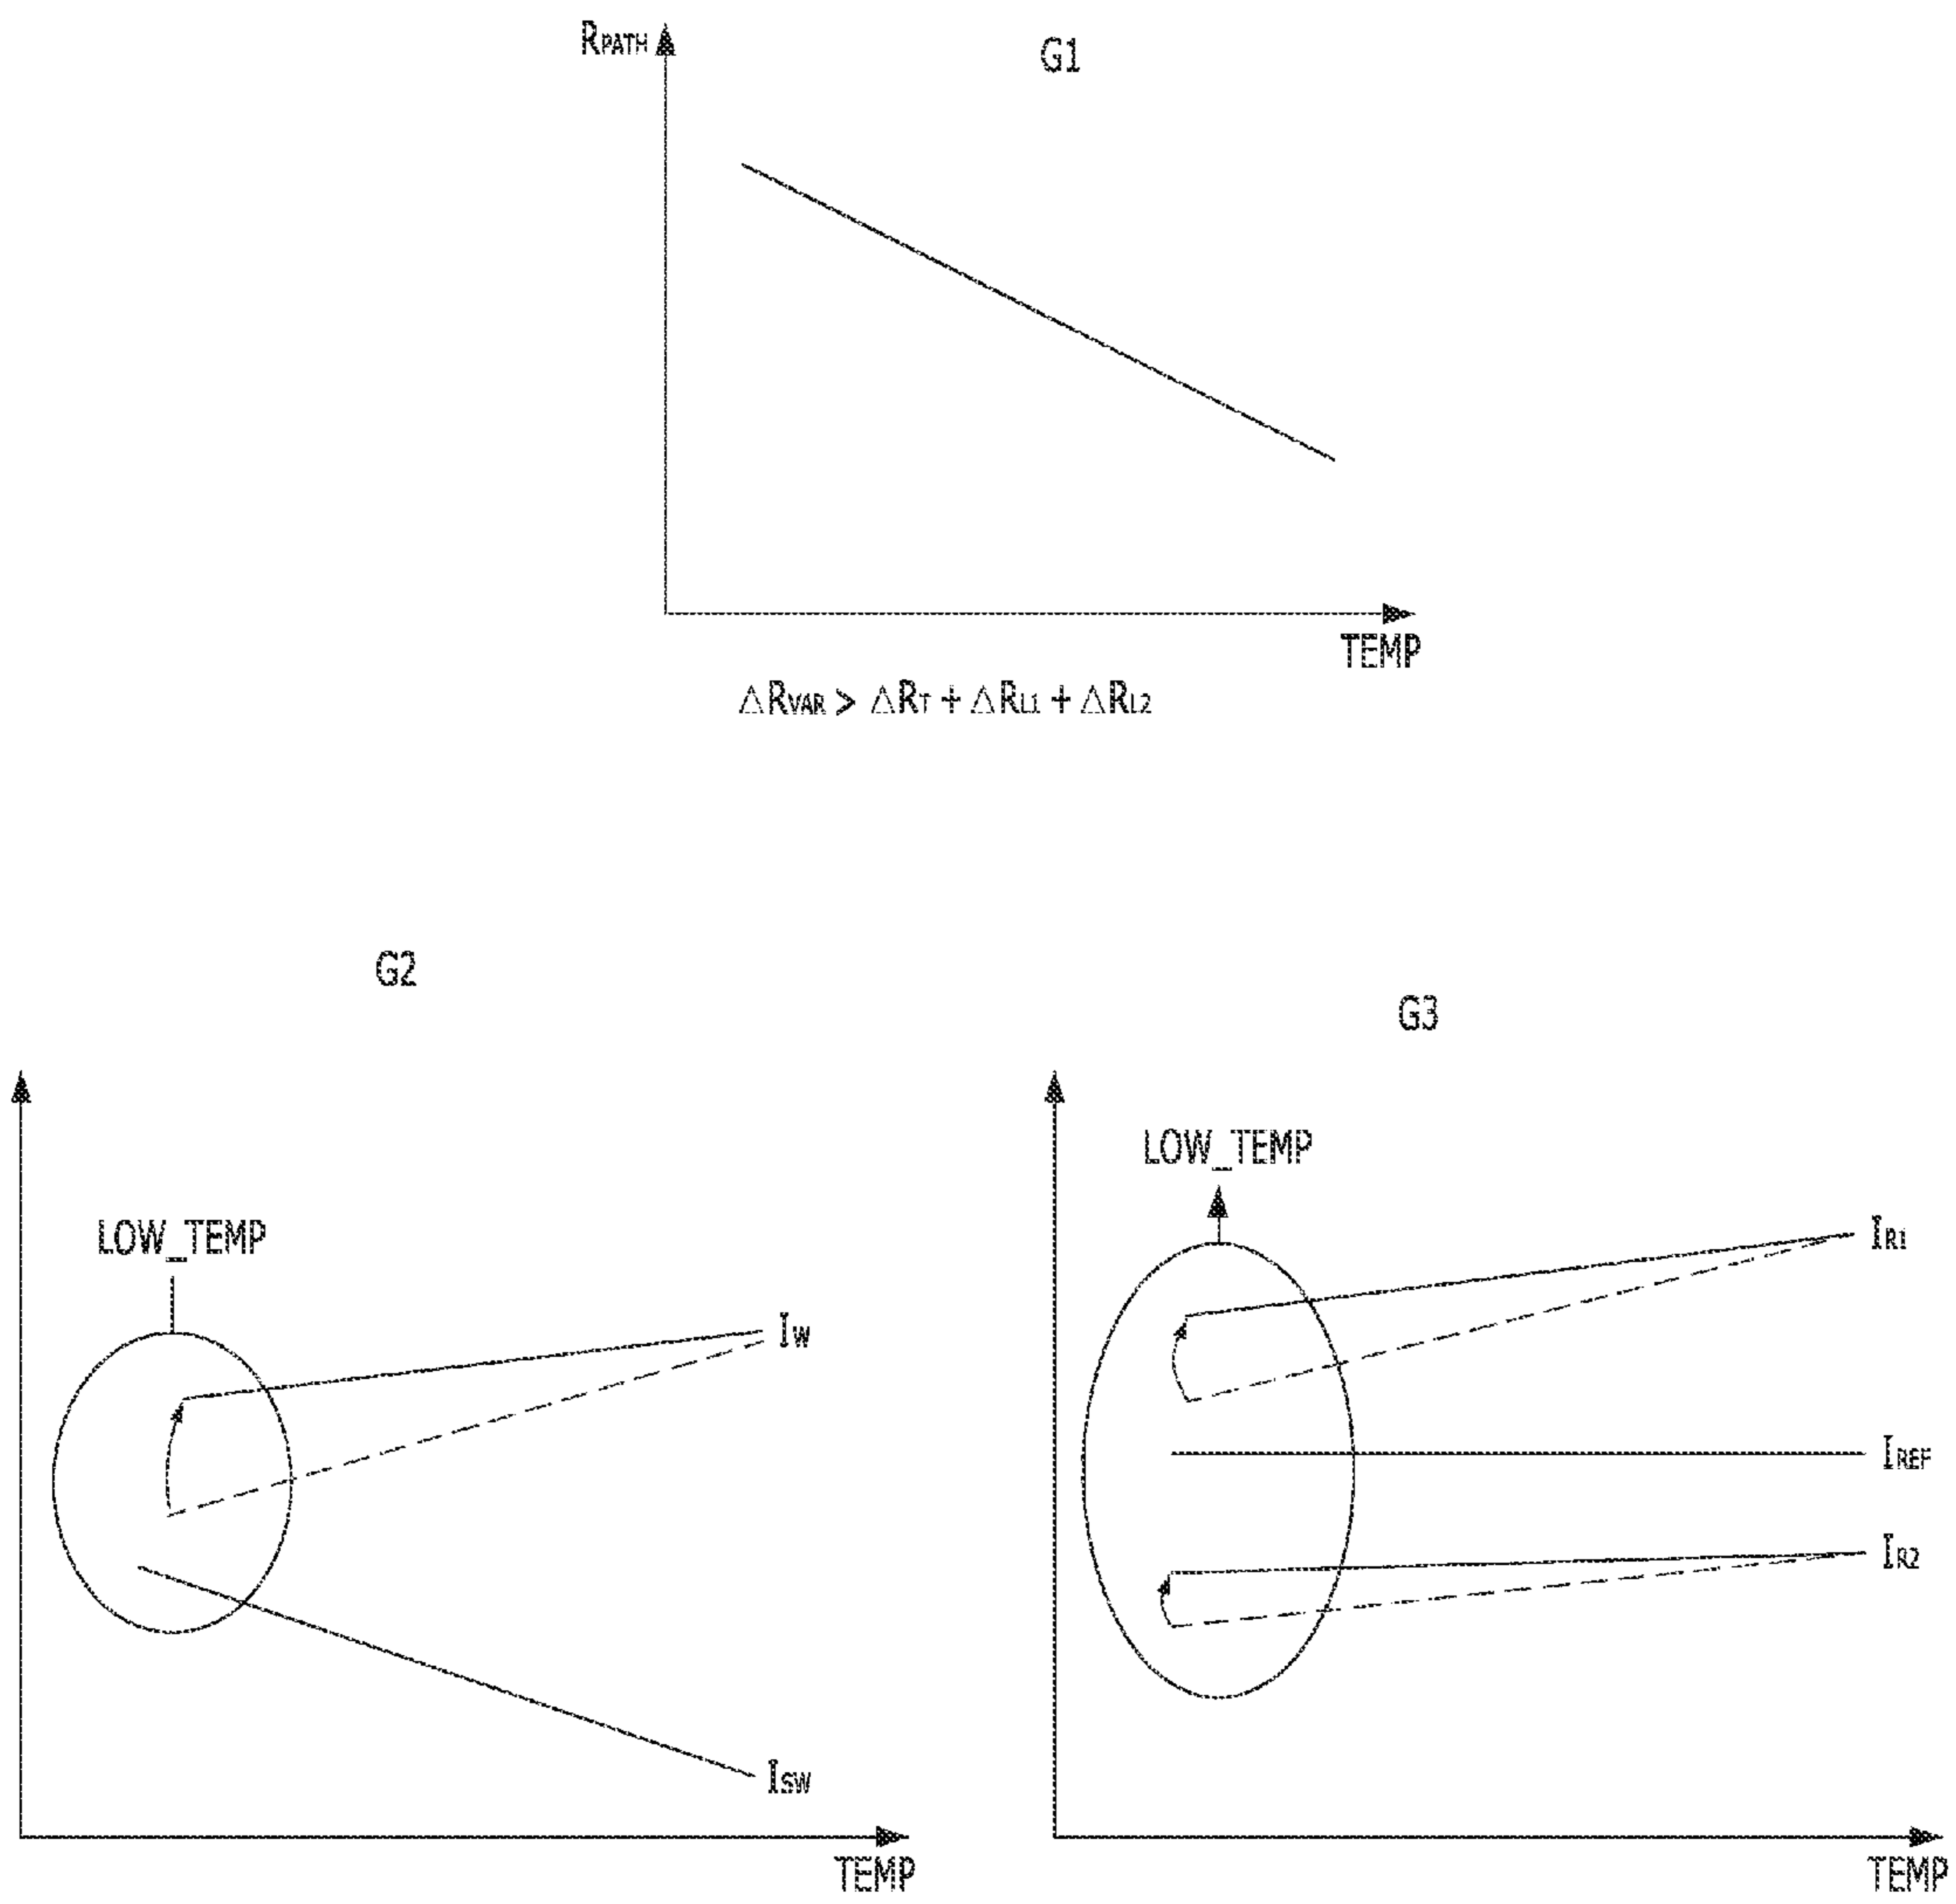 RPATH
G1
TEMP
△RVAR > △RT + △RL1 + △RL2
G2
G3
LOW_TEMP
LOW_TEMP
IR1
IW
IREF
IR2
ISW
TEMP
TEMP